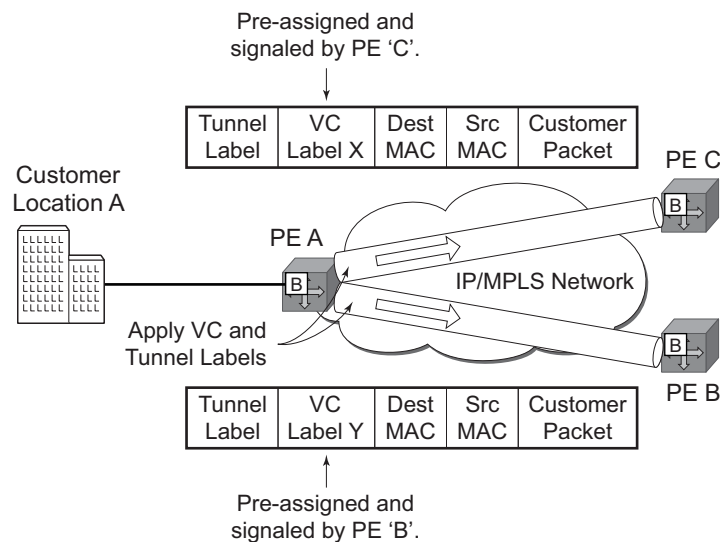 Pre-assigned and
signaled by PE ‘C’.
Tunnel Label
VC Label X
Dest MAC
Src MAC
Customer Packet
PE C
B
Customer
Location A
PE A
B
IP/MPLS Network
Apply VC and
Tunnel Labels
B
PE B
Tunnel Label
VC Label Y
Dest MAC
Src MAC
Customer Packet
Pre-assigned and
signaled by PE ‘B’.